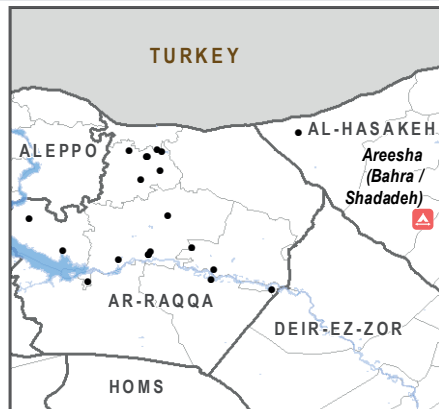 TURKEY
AL-HASAKEH
ALEPPO
Areesha
(Bahra /
Shadadeh)
AR-RAQQA
DEIR-EZ-ZOR
HOMS